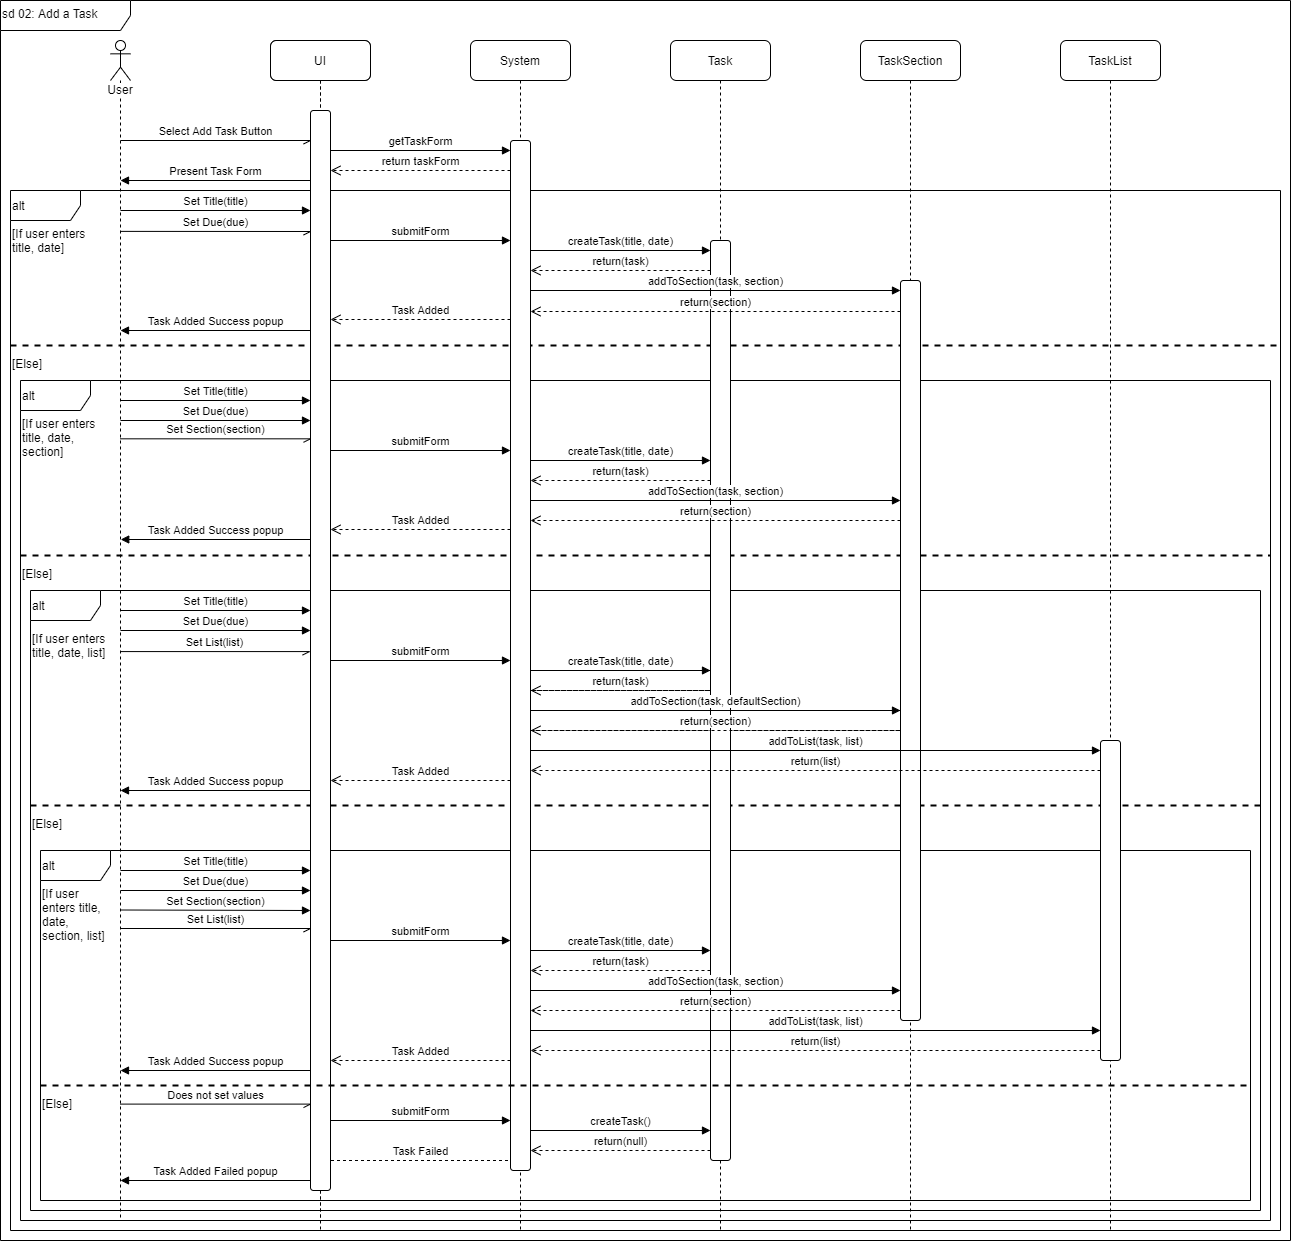 sd 02: Add a Task
User
UI
System
Task
TaskSection
TaskList
Select Add Task Button
getTaskForm
return taskForm
Present Task Form
alt
[If user enters
title, date]
Set Title(title)
Set Due(due)
submitForm
createTask(title, date)
return(task)
addToSection(task, section)
return(section)
Task Added
Task Added Success popup
[Else]
alt
[If user enters
title, date,
section]
Set Title(title)
Set Due(due)
Set Section(section)
submitForm
createTask(title, date)
return(task)
addToSection(task, section)
return(section)
Task Added
Task Added Success popup
[Else]
alt
[If user enters
title, date, list]
Set Title(title)
Set Due(due)
Set List(list)
submitForm
createTask(title, date)
return(task)
addToSection(task, defaultSection)
return(section)
addToList(task, list)
return(list)
Task Added
Task Added Success popup
[Else]
alt
[If user
enters title,
date,
section, list]
Set Title(title)
Set Due(due)
Set Section(section)
Set List(list)
submitForm
createTask(title, date)
return(task)
addToSection(task, section)
return(section)
addToList(task, list)
return(list)
Task Added
Task Added Success popup
[Else]
Does not set values
submitForm
createTask()
return(null)
Task Failed
Task Added Failed popup